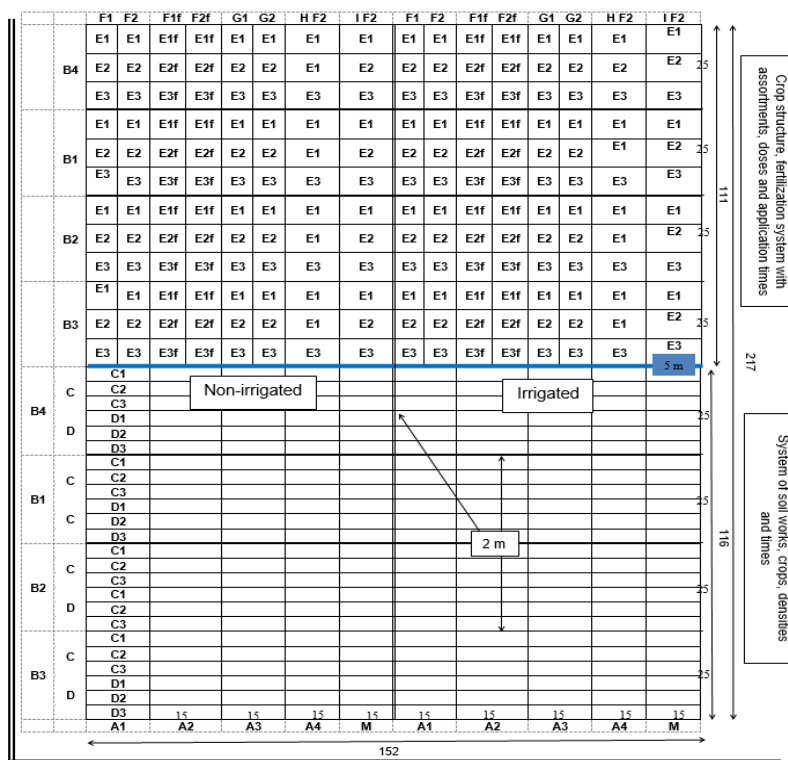 F1 F2 F1f F2f G1 G2 H F2 I F2 F1 F2 F1f F2f G1 G2 H F2 I F2
E1 E1 E1f E1f E1 E1 E1 E1 E1 E1 E1f E1f E1 E1 E1 E1
B4 E2 E2 E2f E2f E2 E2 E1 E2 E2 E2 E2f E2f E2 E2 E2 E2 25
E3 E3 E3f E3f E3 E3 E3 E3 E3 E3 E3f E3f E3 E3 E3 E3
E1 E1 E1f E1f E1 E1 E1 E1 E1 E1 E1f E1f E1 E1 E1 E1
B1 E2 E2 E2f E2f E2 E2 E1 E2 E2 E2 E2f E2f E2 E2 E1 E2 25
E3 E3 E3f E3f E3 E3 E3 E3 E3 E3 E3f E3f E3 E3 E3 E3
E1 E1 E1f E1f E1 E1 E1 E1 E1 E1 E1f E1f E1 E1 E1 E1
B2 E2 E2 E2f E2f E2 E2 E1 E2 E2 E2 E2f E2f E2 E2 E1 E2 25
E3 E3 E3f E3f E3 E3 E3 E3 E3 E3 E3f E3f E3 E3 E3 E3
E1 E1 E1f E1f E1 E1 E1 E1 E1 E1 E1f E1f E1 E1 E1 E1
B3 E2 E2 E2f E2f E2 E2 E1 E2 E2 E2 E2f E2f E2 E2 E1 E2 25
E3 E3 E3f E3f E3 E3 E3 E3 E3 E3 E3f E3f E3 E3 E3 E3
111
217
Crop structure, fertilization system with
assortments, doses and application times
5 m
Non-irrigated
Irrigated
B4
C
D
C1
C2
C3
D1
D2
D3
25
B1
C
C
C1
C2
C3
D1
D2
D3
25
2 m
B2
C
D
C1
C2
C3
C1
C2
C3
25
B3
C
D
C1
C2
C3
D1
D2
D3
25
116
System of soil works, crops, densities
and times
15 15 15 15 15 15 15 15 15
A1 A2 A3 A4 M A1 A2 A3 A4 M
152